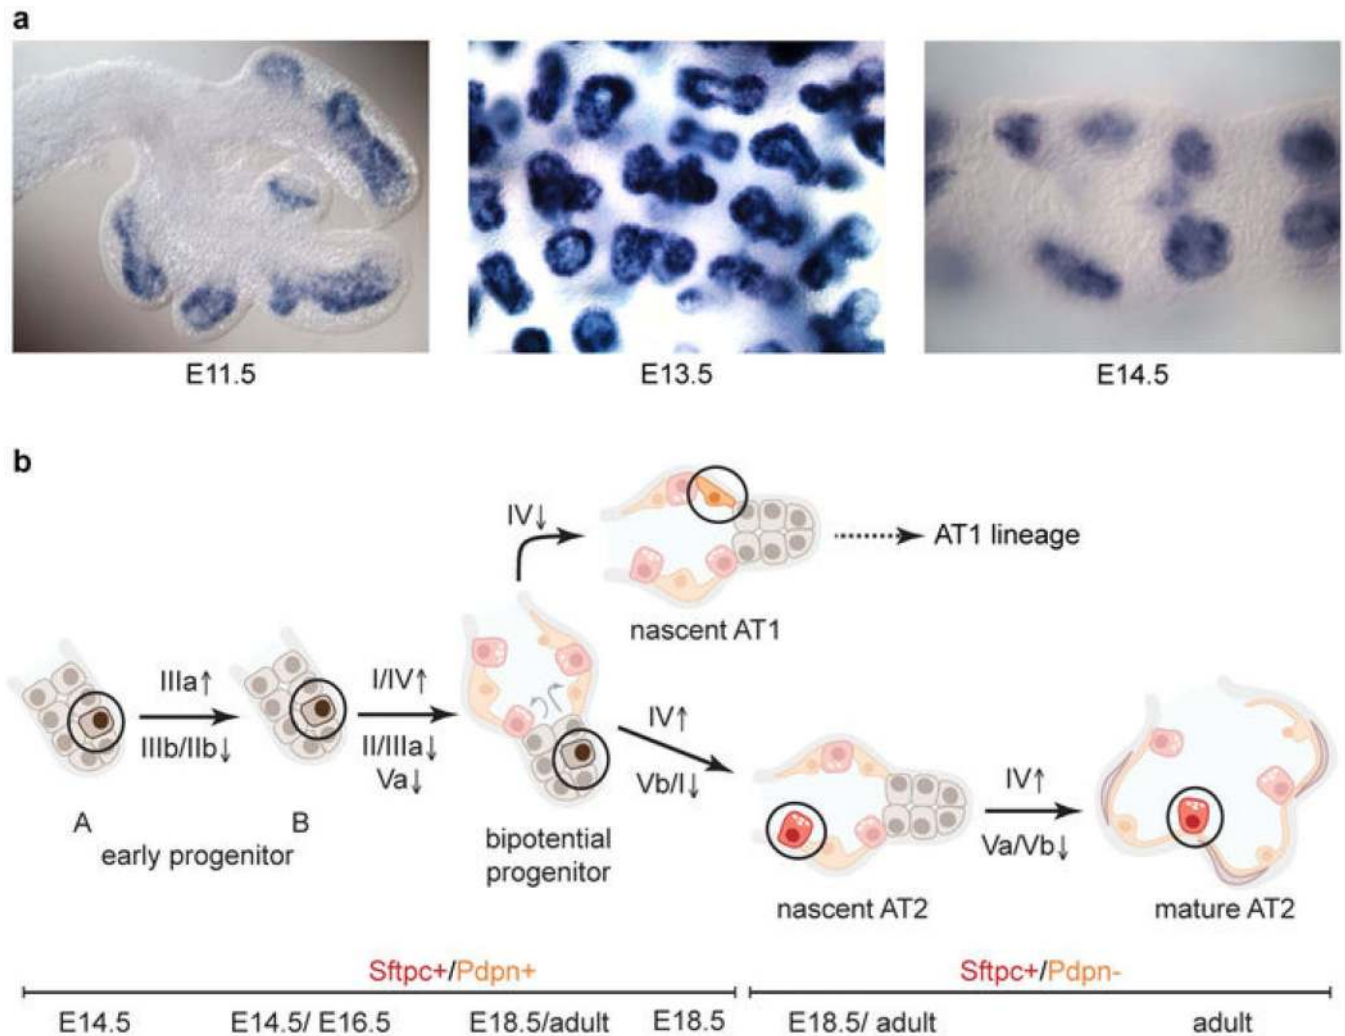 a
E11.5 E13.5 E14.5
b
IV↓
AT1 lineage
nascent AT1
IIIa↑ I/IV↑ IV↑
IIIb/IIb↓ II/IIIa↓ Vb/I↓ IV↑
Va↓ Va/Vb↓
A B
early progenitor
bipotential
progenitor
nascent AT2 mature AT2
Sftpc+/Pdpn+ Sftpc+/Pdpn-
E14.5 E14.5/ E16.5 E18.5/adult E18.5 E18.5/ adult adult